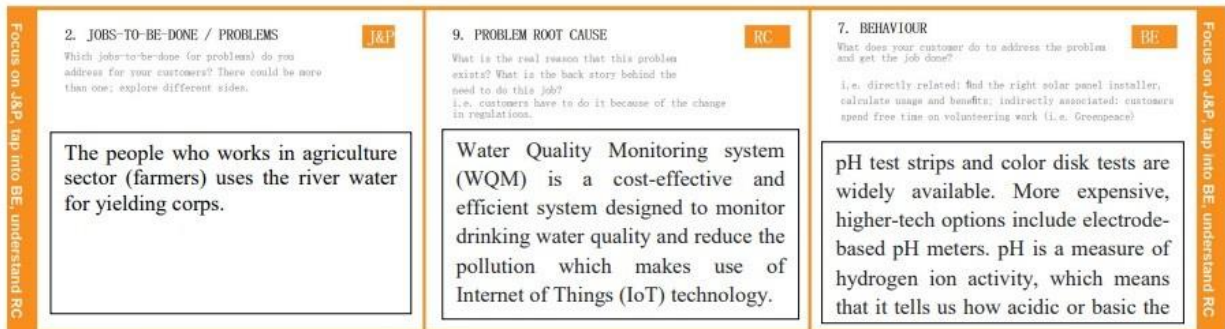 Focus on J&P, tap into BE, understand RC
2. JOBS-TO-BE-DONE / PROBLEMS
J&P
Which jobs-to-be-done (or problems) do you
address for your customers? There could be more
than one; explore different sides.
The people who works in agriculture
sector (farmers) uses the river water
for yielding corps.
9. PROBLEM ROOT CAUSE
RC
What is the real reason that this problem
exists? What is the back story behind the
need to do this job?
i.e. customers have to do it because of the change
in regulations.
Water Quality Monitoring system
(WQM) is a cost-effective and
efficient system designed to monitor
drinking water quality and reduce the
pollution which makes use of
Internet of Things (IoT) technology.
7. BEHAVIOUR
BE
What does your customer do to address the problem
and get the job done?
i.e. directly related: find the right solar panel installer,
calculate usage and benefits; indirectly associated: customers
spend free time on volunteering work (i.e. Greenpeace)
pH test strips and color disk tests are
widely available. More expensive,
higher-tech options include electrode-
based pH meters. pH is a measure of
hydrogen ion activity, which means
that it tells us how acidic or basic the
Focus on J&P, tap into BE, understand RC